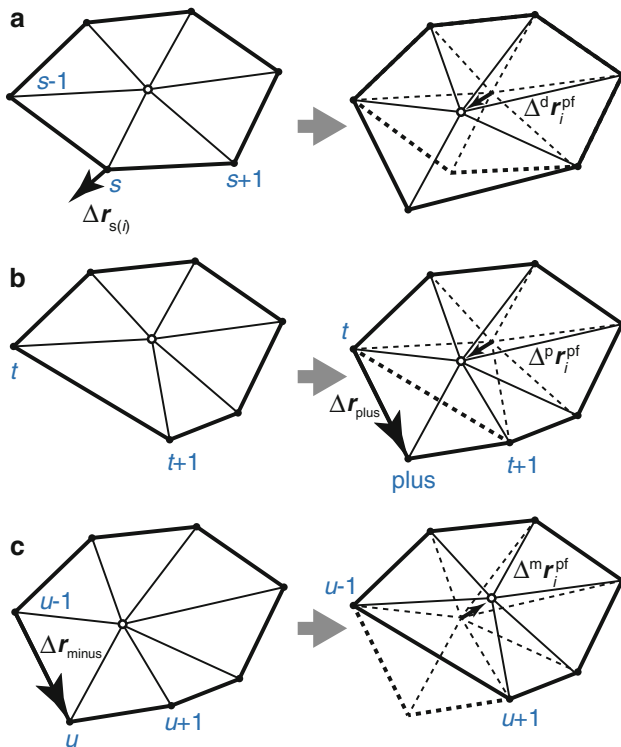 a
s-1
s
s+1
Δr_s(i)
Δ^d r_i^pf
b
t
t+1
t
Δ^p r_i^pf
Δr_plus
plus
t+1
c
u-1
Δr_minus
u
u+1
u-1
Δ^m r_i^pf
u+1